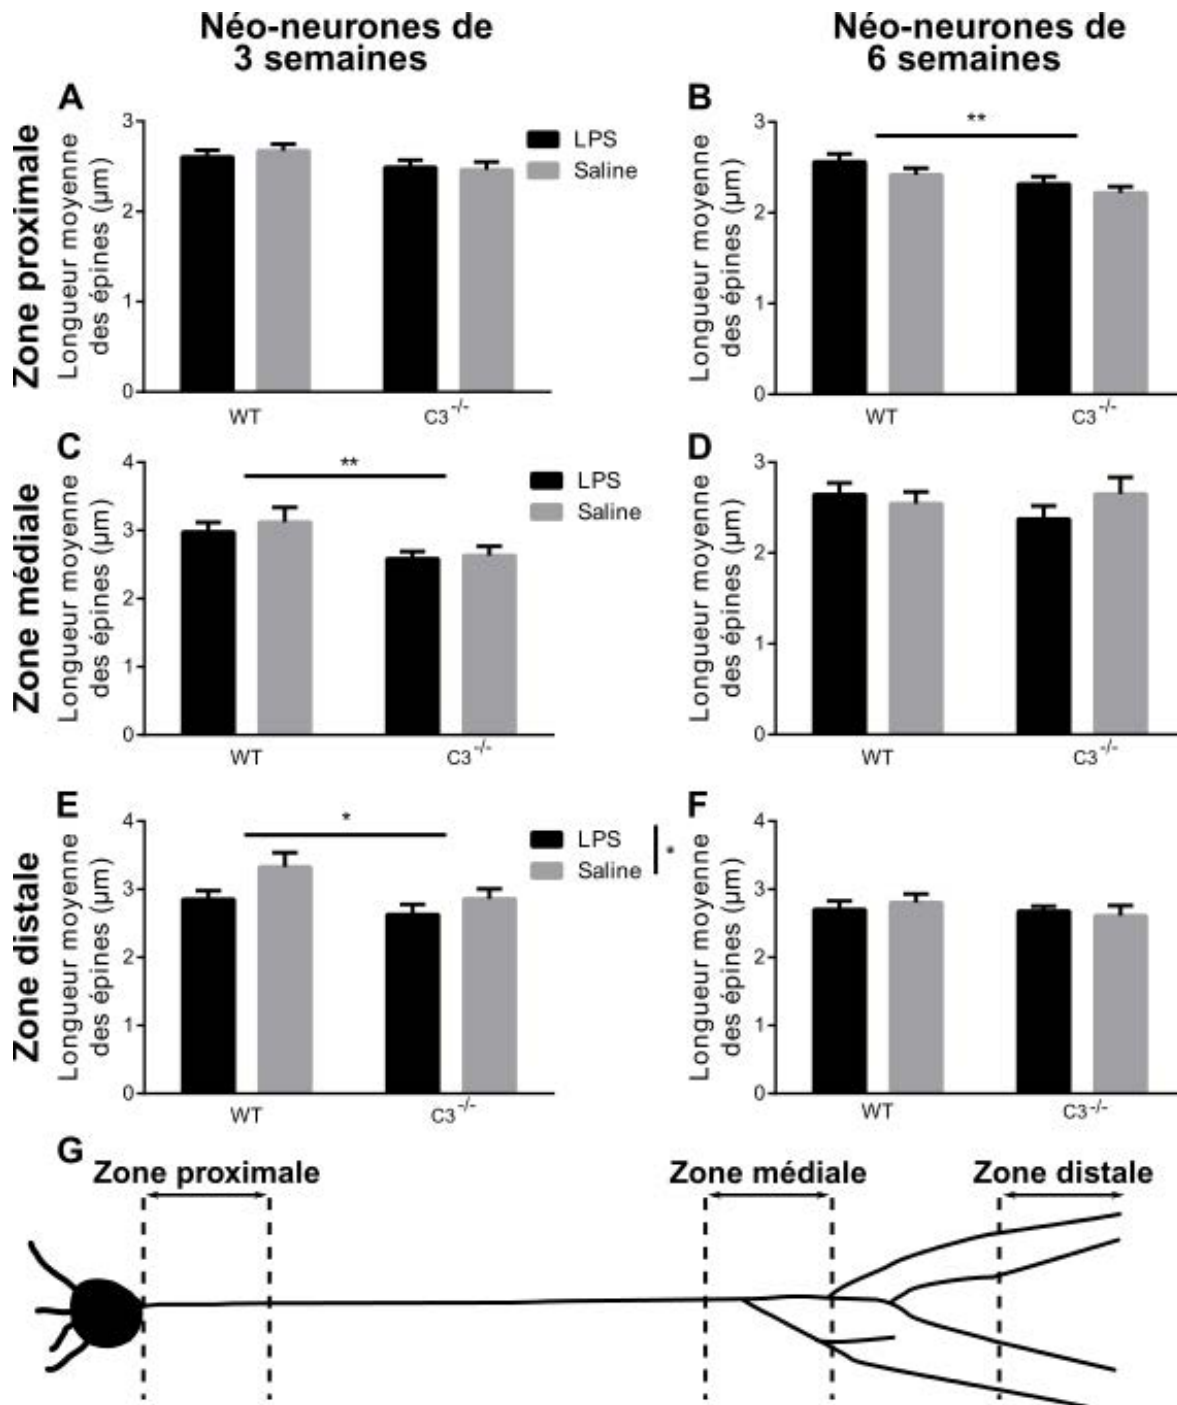 Néo-neurones de
3 semaines
Néo-neurones de
6 semaines
Zone proximale
A
Longueur moyenne
des épines (µm)
3
2
1
0
WT
C3-/-
LPS
Saline
B
Longueur moyenne
des épines (µm)
3
2
1
0
**
WT
C3-/-
Zone médiale
C
Longueur moyenne
des épines (µm)
4
3
2
1
0
**
WT
C3-/-
LPS
Saline
D
Longueur moyenne
des épines (µm)
3
2
1
0
WT
C3-/-
Zone distale
E
Longueur moyenne
des épines (µm)
4
3
2
1
0
*
WT
C3-/-
LPS
Saline
*
F
Longueur moyenne
des épines (µm)
4
3
2
1
0
WT
C3-/-
G
Zone proximale
Zone médiale
Zone distale